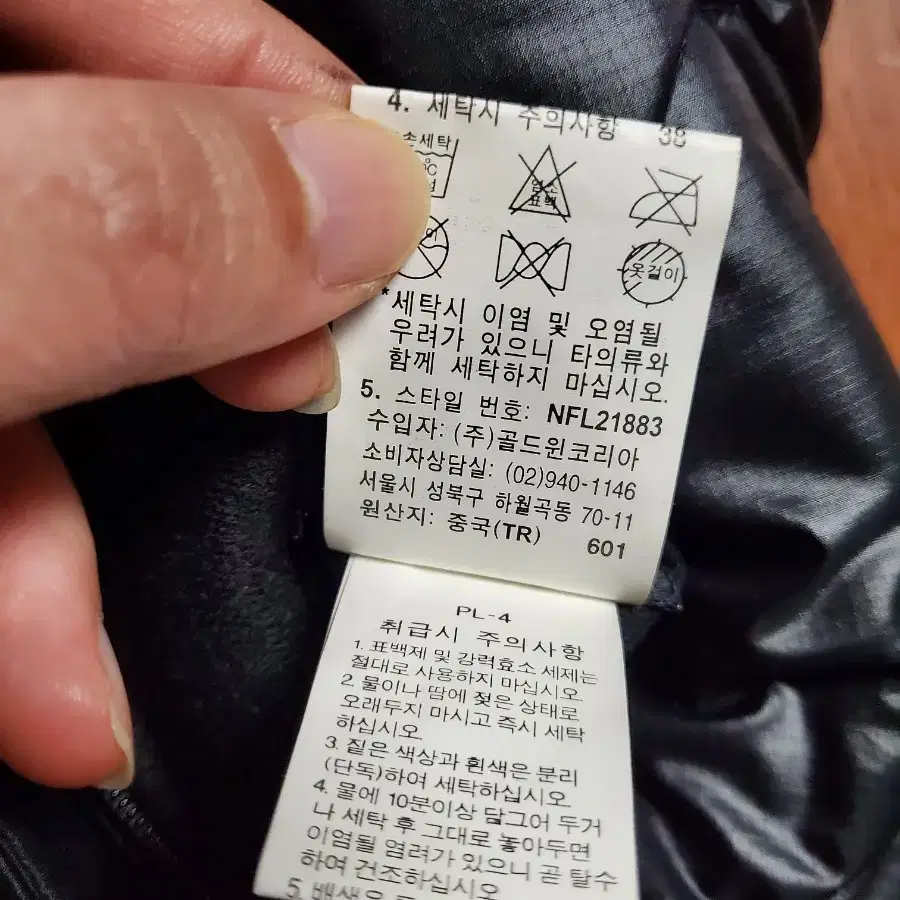 4. 세탁시 주의사항 38
손세탁
염소
표백
옷걸이
*세탁시 이염 및 오염될
우려가 있으니 타의류와
함께 세탁하지 마십시오.
5. 스타일 번호: NFL21883
수입자: (주)골드윈코리아
소비자상담실: (02)940-1146
서울시 성북구 하월곡동 70-11
원산지: 중국(TR) 601
PL-4
취급시 주의사항
1. 표백제 및 강력효소 세제는
절대로 사용하지 마십시오
2. 물이나 땀에 젖은 상태로
오래두지 마시고 즉시 세탁
하십시오
3. 짙은 색상과 흰색은 분리
(단독)하여 세탁하십시오
4. 물에 10분이상 담그어 두거
나 세탁 후 그대로 놓아두면
이염될 염려가 있으니 곧 탈수
하여 건조하십시오
5. 배색